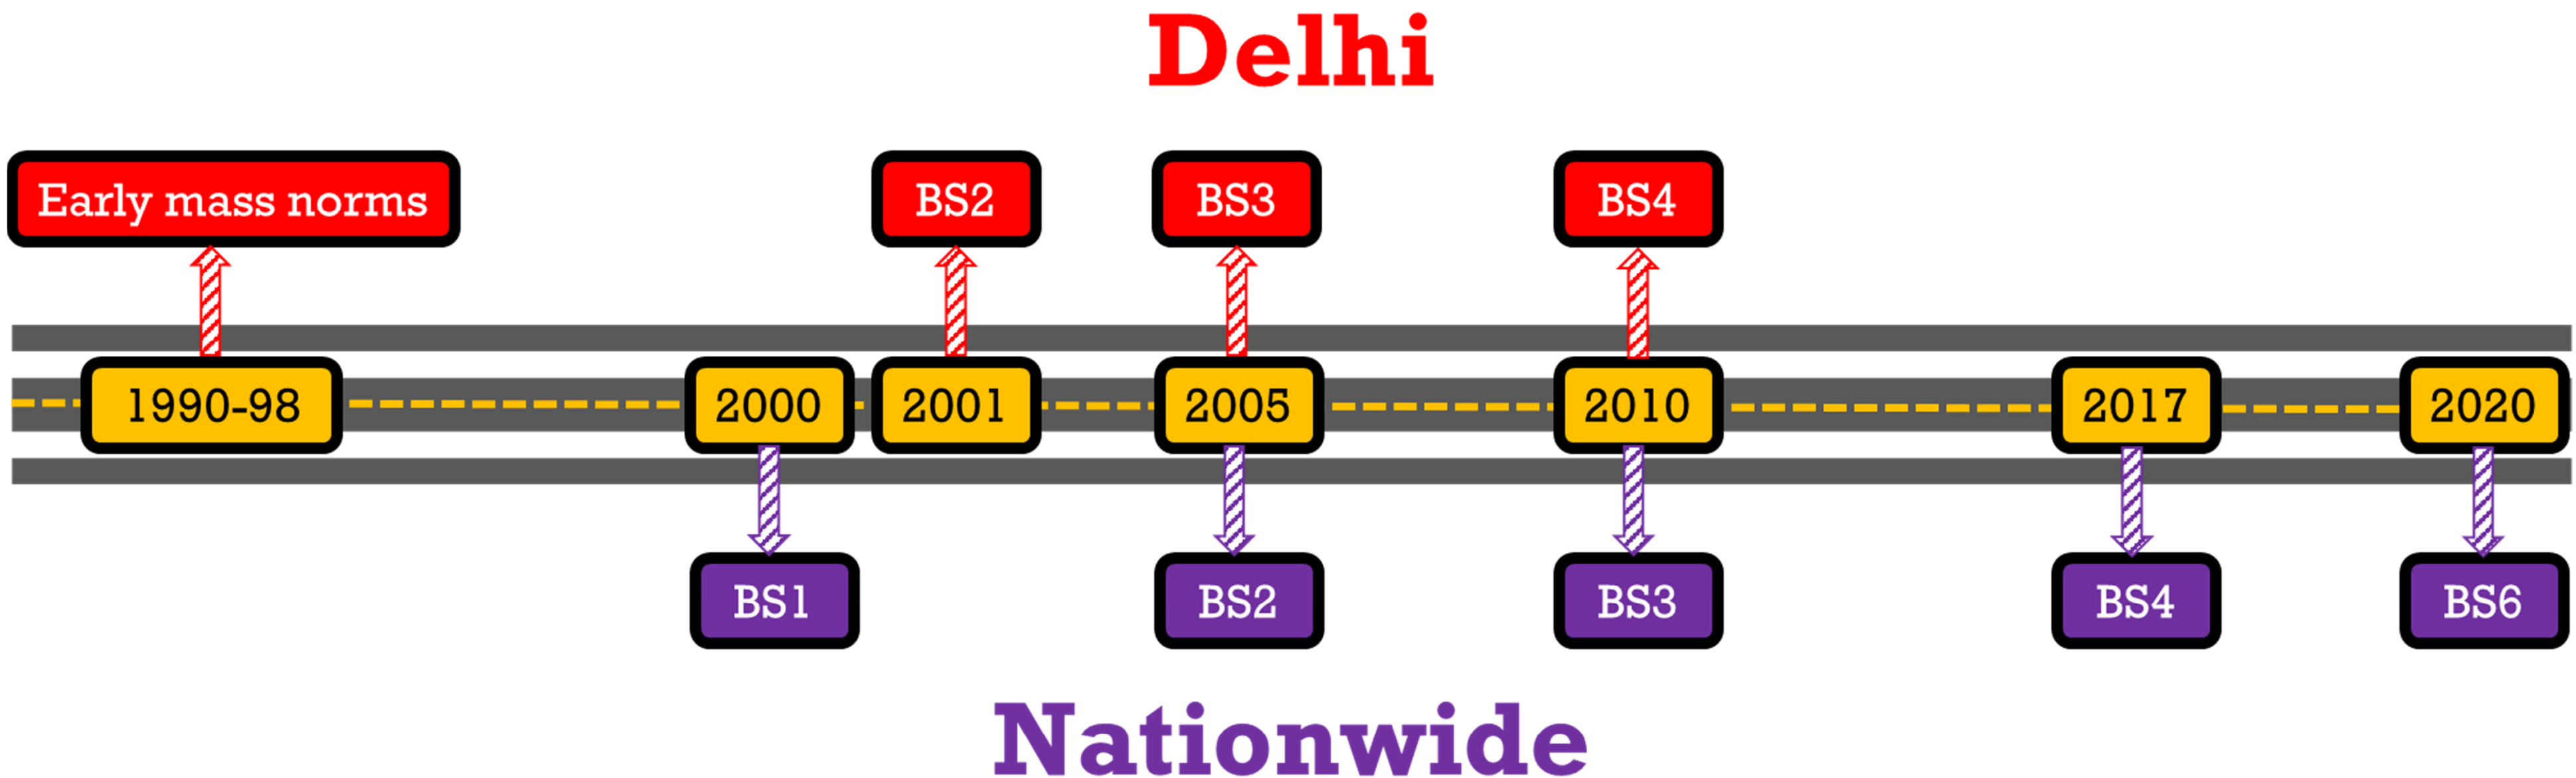 Delhi
Early mass norms
BS2
BS3
BS4
1990-98
2000
2001
2005
2010
2017
2020
BS1
BS2
BS3
BS4
BS6
Nationwide